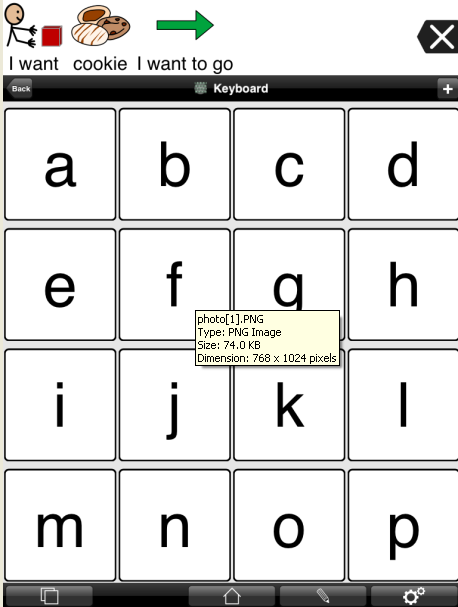 I want cookie I want to go
Back Keyboard +
a b c d
e f g h
photo[1].PNG
Type: PNG Image
Size: 74.0 KB
Dimension: 768 x 1024 pixels
i j k l
m n o p